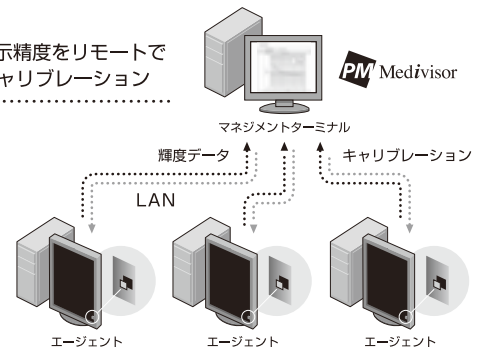 示精度をリモートで
ャリブレーション
PM Medivisor
マネジメントターミナル
輝度データ
キャリブレーション
LAN
エージェント
エージェント
エージェント